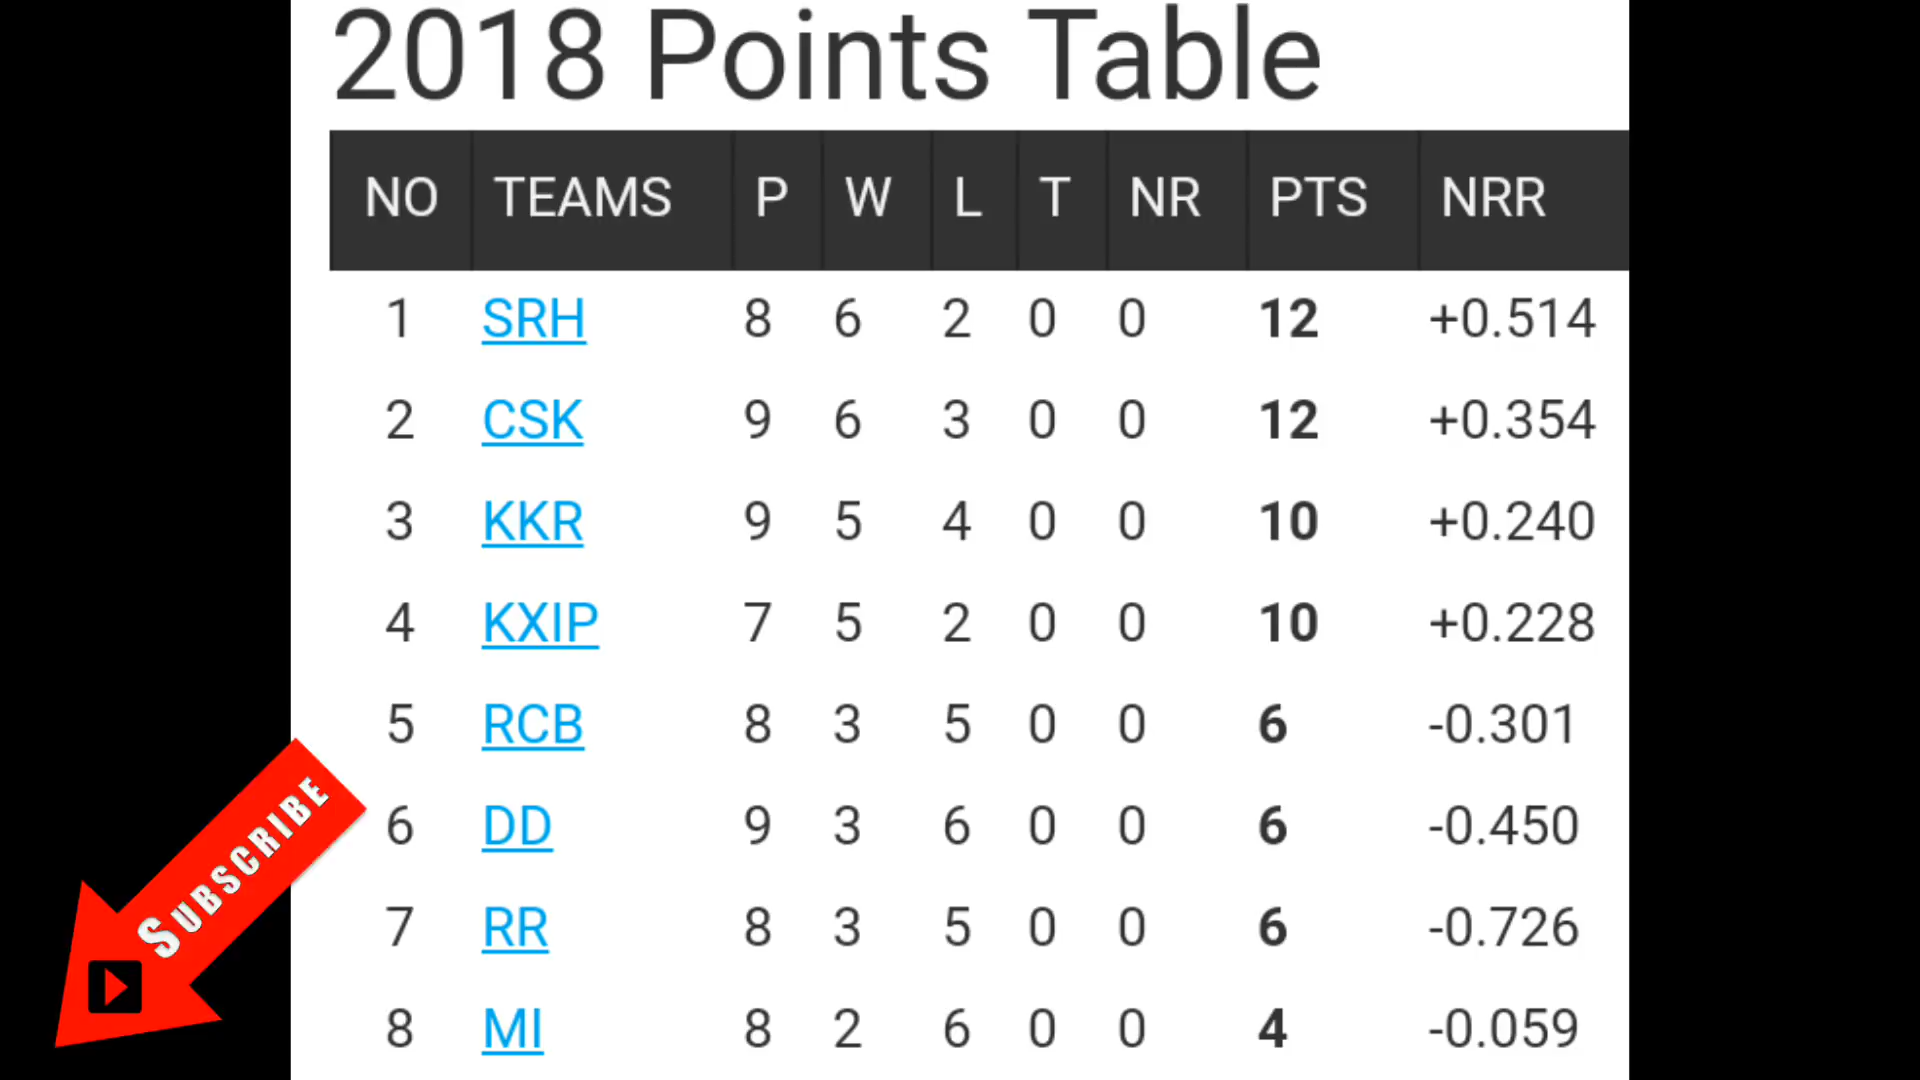 2018 Points Table
NO TEAMS P W L T NR PTS NRR
1 SRH 8 6 2 0 0 12 +0.514
2 CSK 9 6 3 0 0 12 +0.354
3 KKR 9 5 4 0 0 10 +0.240
4 KXIP 7 5 2 0 0 10 +0.228
5 RCB 8 3 5 0 0 6 -0.301
6 DD 9 3 6 0 0 6 -0.450
7 RR 8 3 5 0 0 6 -0.726
8 MI 8 2 6 0 0 4 -0.059
SUBSCRIBE